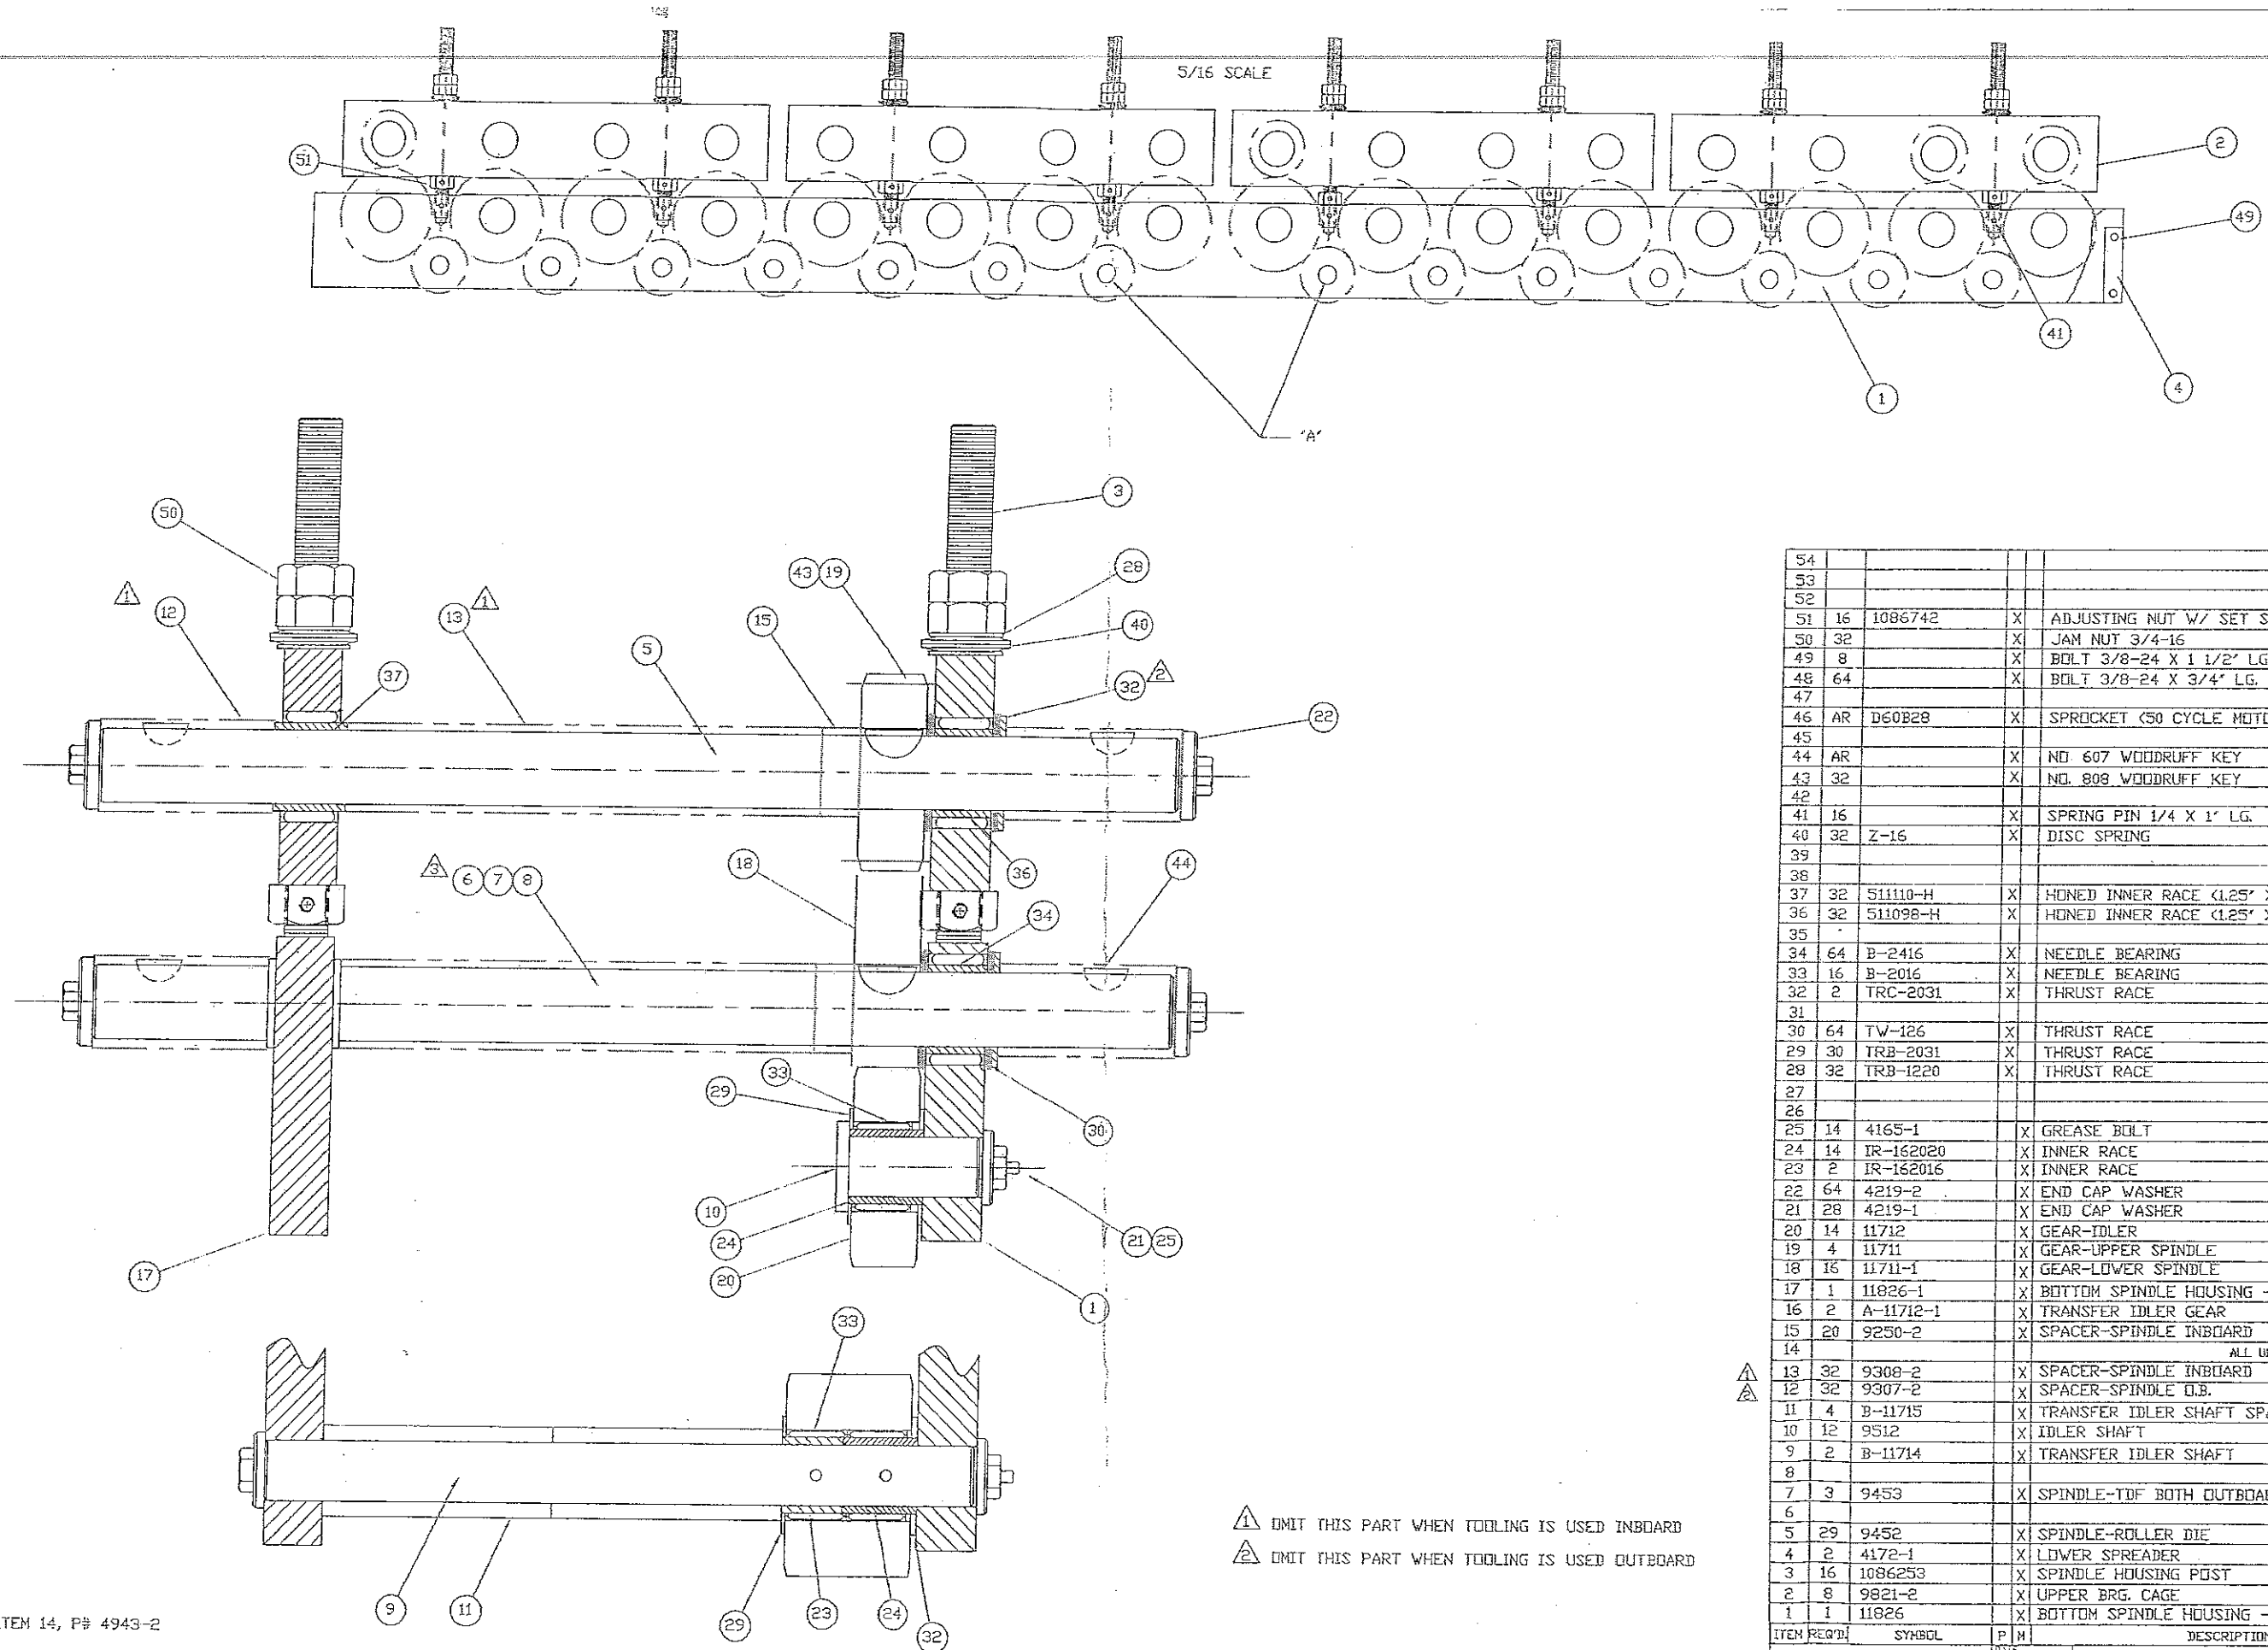 5/16 SCALE
51
2
49
41
4
1
"A"
3
50
28
43 19
1
12
13 1
15
40
5
37
32 2
22
18
3 6 7 8
36
44
34
33
29
30
10
24
21 25
20
17
1
33
9
11
29
23
24
32
1 OMIT THIS PART WHEN TOOLING IS USED INBOARD
2 OMIT THIS PART WHEN TOOLING IS USED OUTBOARD
TEM 14, P# 4943-2
54
53
52
51 16 1086742 X ADJUSTING NUT W/ SET S
50 32 X JAM NUT 3/4-16
49 8 X BOLT 3/8-24 X 1 1/2" LG
48 64 X BOLT 3/8-24 X 3/4" LG.
47
46 AR D60B28 X SPROCKET (50 CYCLE MOTO
45
44 AR X NO. 607 WOODRUFF KEY
43 32 X NO. 808 WOODRUFF KEY
42
41 16 X SPRING PIN 1/4 X 1" LG.
40 32 Z-16 X DISC SPRING
39
38
37 32 511110-H X HONED INNER RACE (1.25" X
36 32 511098-H X HONED INNER RACE (1.25" X
35
34 64 B-2416 X NEEDLE BEARING
33 16 B-2016 X NEEDLE BEARING
32 2 TRC-2031 X THRUST RACE
31
30 64 TW-126 X THRUST RACE
29 30 TRB-2031 X THRUST RACE
28 32 TRB-1220 X THRUST RACE
27
26
25 14 4165-1 X GREASE BOLT
24 14 IR-162020 X INNER RACE
23 2 IR-162016 X INNER RACE
22 64 4219-2 X END CAP WASHER
21 28 4219-1 X END CAP WASHER
20 14 11712 X GEAR-IDLER
19 4 11711 X GEAR-UPPER SPINDLE
18 16 11711-1 X GEAR-LOWER SPINDLE
17 1 11826-1 X BOTTOM SPINDLE HOUSING -
16 2 A-11712-1 X TRANSFER IDLER GEAR
15 20 9250-2 X SPACER-SPINDLE INBOARD
14 ALL
1 13 32 9308-2 X SPACER-SPINDLE INBOARD
2 12 32 9307-2 X SPACER-SPINDLE O.B.
11 4 B-11715 X TRANSFER IDLER SHAFT SPA
10 12 9512 X IDLER SHAFT
9 2 B-11714 X TRANSFER IDLER SHAFT
8
7 3 9453 X SPINDLE-TDF BOTH OUTBOA
6
5 29 9452 X SPINDLE-ROLLER DIE
4 2 4172-1 X LOWER SPREADER
3 16 1086253 X SPINDLE HOUSING POST
2 8 9821-2 X UPPER BRG. CAGE
1 1 11826 X BOTTOM SPINDLE HOUSING -
ITEM REQ'D. SYMBOL P M DESCRIPTIO